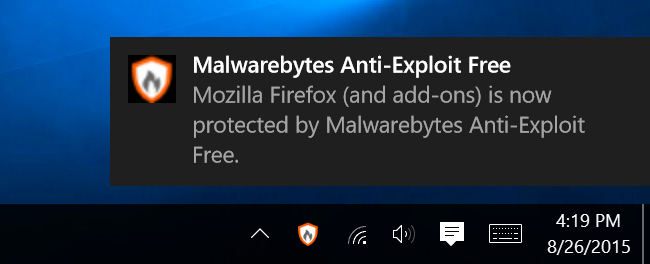 Malwarebytes Anti-Exploit Free
Mozilla Firefox (and add-ons) is now
protected by Malwarebytes Anti-Exploit
Free.
4:19 PM
8/26/2015